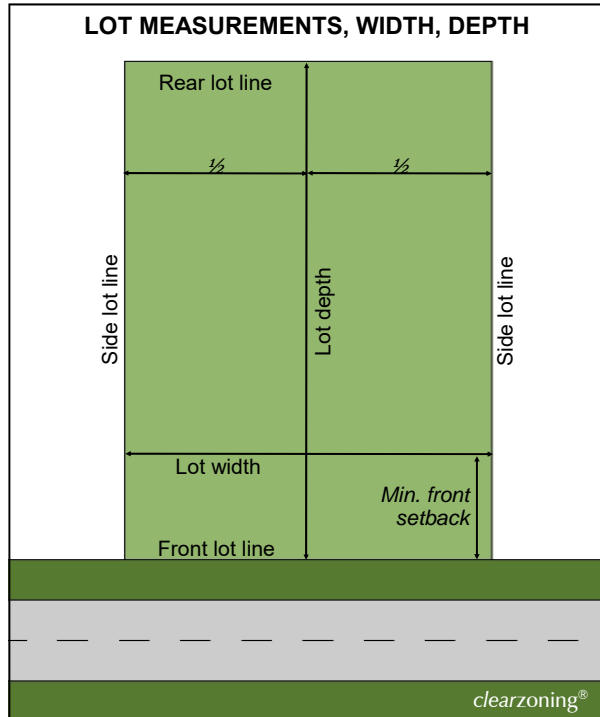 LOT MEASUREMENTS, WIDTH, DEPTH
Rear lot line
½ ½
Side lot line
Lot depth
Side lot line
Lot width
Min. front
setback
Front lot line
clearzoning®